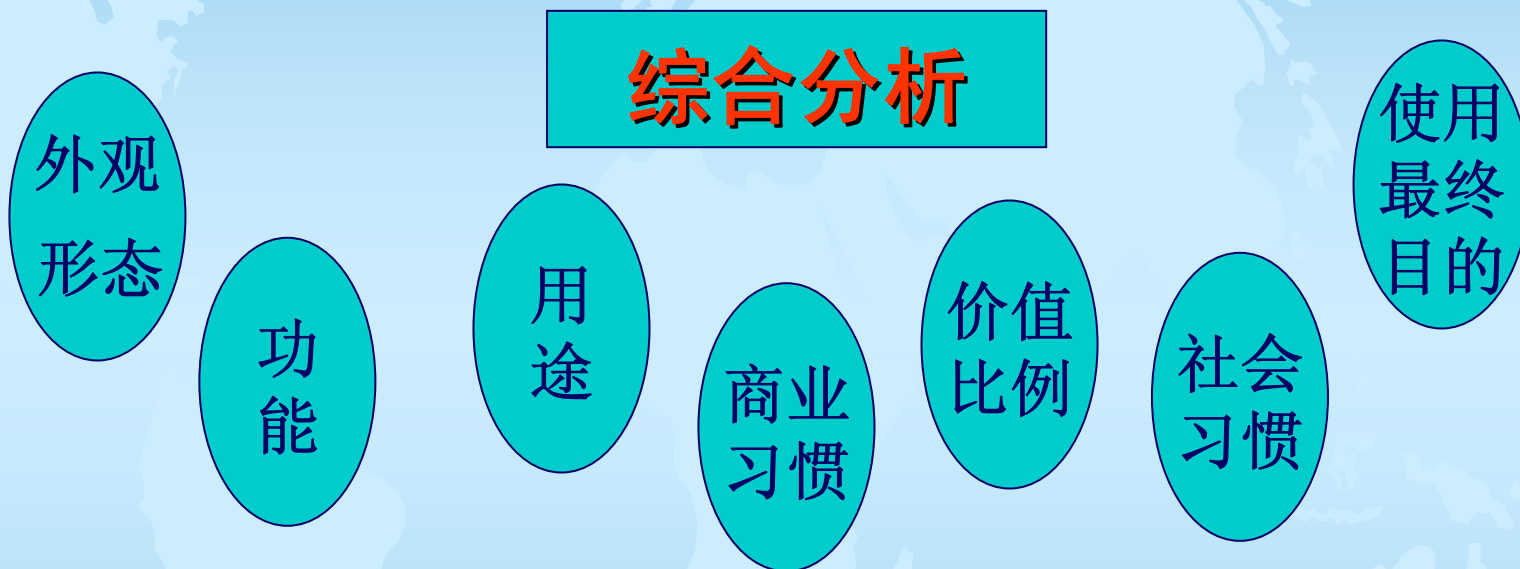 综合分析
外观
形态
功
能
用
途
商业
习惯
价值
比例
社会
习惯
使用
最终
目的